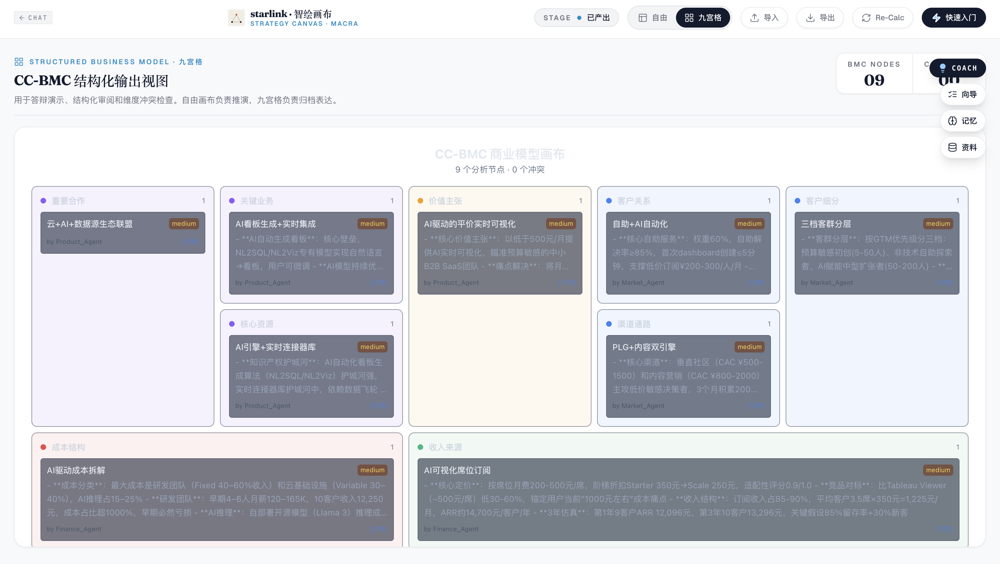 ← CHAT
starlink · 智绘画布
STRATEGY CANVAS · MACRA
STAGE 已产出
自由
九宫格
导入
导出
Re-Calc
快速入门
STRUCTURED BUSINESS MODEL · 九宫格
CC-BMC 结构化输出视图
用于答辩演示、结构化审阅和维度冲突检查。自由画布负责推演，九宫格负责归档表达。
BMC NODES
09
C
00
COACH
向导
记忆
资料
CC-BMC 商业模型画布
9 个分析节点 · 0 个冲突
重要合作 1
云+AI+数据源生态联盟 medium
by Product_Agent
关键业务 1
AI看板生成+实时集成 medium
- **AI自动生成看板**：核心壁垒，
NL2SQL/NL2Viz专有模型实现自然语言
→看板，用户可微调 - **AI模型持续优...
by Product_Agent
核心资源 1
AI引擎+实时连接器库 medium
- **知识产权护城河**：AI自动化看板生
成算法（NL2SQL/NL2Viz）护城河强，
实时连接器库护城河中，依赖数据飞轮 ...
by Product_Agent
价值主张 1
AI驱动的平价实时可视化 medium
- **核心价值主张**：以低于500元/月提
供AI实时可视化，瞄准预算敏感的中小
B2B SaaS团队 - **痛点解决**：将月...
by Product_Agent
客户关系 1
自助+AI自动化 medium
- **核心自助服务**：权重60%，自助解
决率≥85%，首次dashboard创建≤5分
钟，支撑低价订阅¥200-300/人/月 -...
by Market_Agent
渠道通路 1
PLG+内容双引擎 medium
- **核心渠道**：垂直社区（CAC ¥500-
1500）和内容营销（CAC ¥800-2000）
主攻低价敏感决策者，3个月积累200...
by Market_Agent
客户细分 1
三档客群分层 medium
- **客群分层**：按GTM优先级分三档：
预算敏感初创(5-50人)、非技术自助探索
者、AI赋能中型扩张者(50-200人) - **...
by Market_Agent
成本结构 1
AI驱动成本拆解 medium
- **成本分类**：最大成本是研发团队（Fixed 40–60%收入）和云基础设施（Variable 30–
40%），AI推理占15–25% - **研发团队**：早期4–6人月薪120–165K，10客户收入12,250
元，成本占比超1000%，早期必然亏损 - **AI推理**：自部署开源模型（Llama 3）推理成...
by Finance_Agent
收入来源 1
AI可视化席位订阅 medium
- **核心定价**：按席位月费200-500元/席，阶梯折扣Starter 350元→Scale 250元，适配性评分0.9/1.0 - **竞品对标**：比Tableau Viewer
（~500元/席）低30-60%，锚定用户当前“1000元左右”成本痛点 - **收入结构**：订阅收入占85-90%，平均客户3.5席×350元=1,225元/
月，ARR约14,700元/客户/年 - **3年仿真**：第1年9客户ARR 12,096元，第3年10客户13,296元，关键假设85%留存率+30%新客
by Finance_Agent